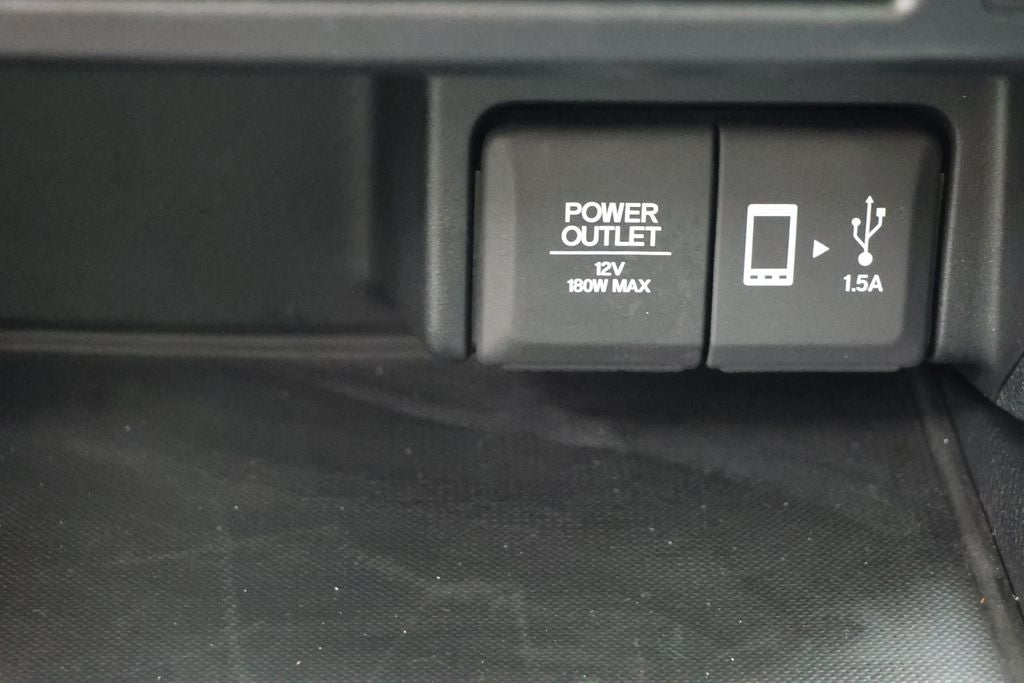 POWER
OUTLET
12V
180W MAX
1.5A